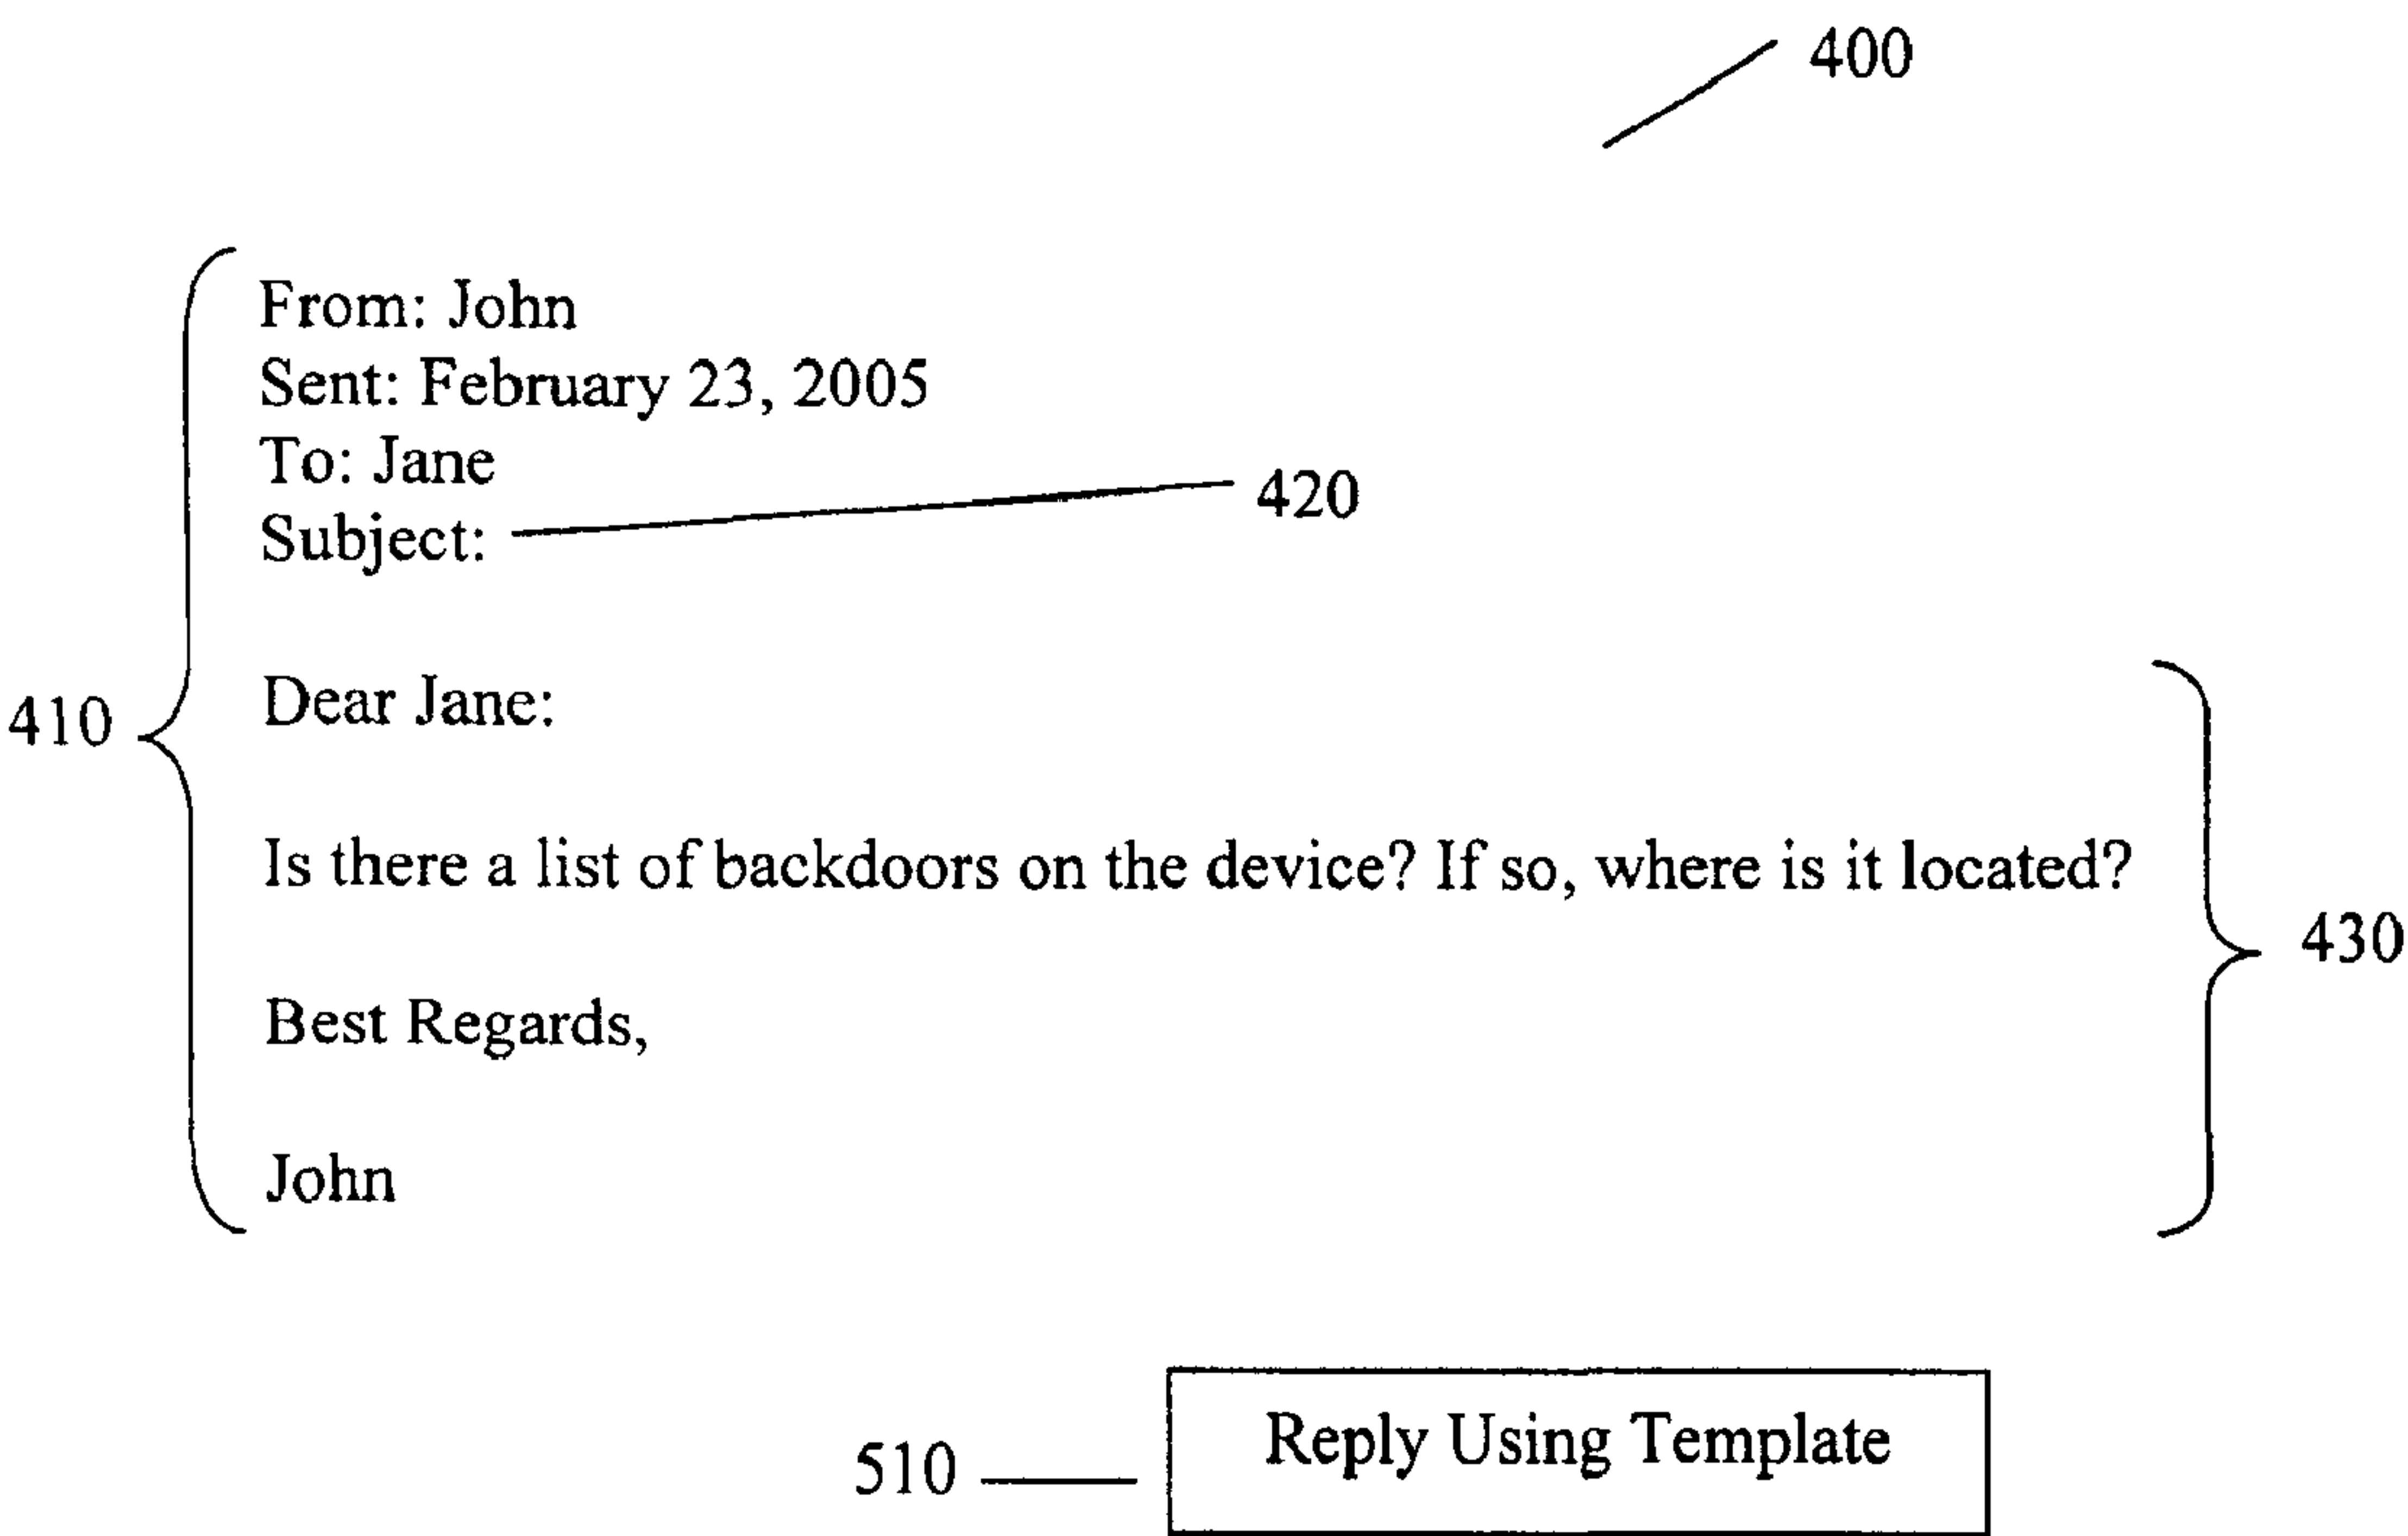 400
From: John
Sent: February 23, 2005
To: Jane
420
Subject:
410
Dear Jane:
Is there a list of backdoors on the device? If so, where is it located?
430
Best Regards,
John
510
Reply Using Template